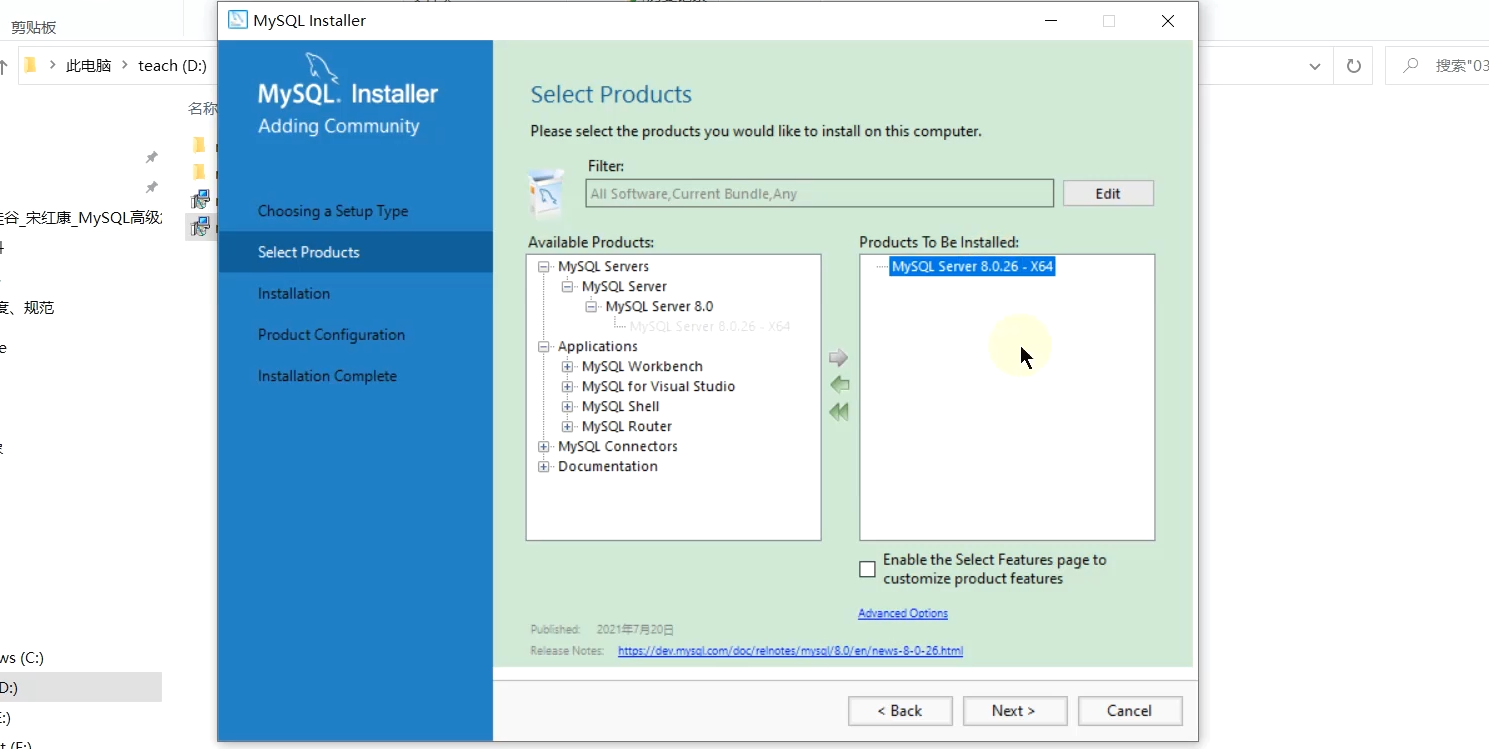 剪贴板
MySQL Installer
此电脑
teach (D:)
搜索"03
名称
MySQL. Installer
Adding Community
Choosing a Setup Type
Select Products
Installation
Product Configuration
Installation Complete
谷_宋红康_MySQL高级
度、规范
ws (C:)
D:)
E:)
t (F:)
Select Products
Please select the products you would like to install on this computer.
Filter:
All Software,Current Bundle,Any
Edit
Available Products:
MySQL Servers
MySQL Server
MySQL Server 8.0
MySQL Server 8.0.26 - X64
Applications
MySQL Workbench
MySQL for Visual Studio
MySQL Shell
MySQL Router
MySQL Connectors
Documentation
Products To Be Installed:
MySQL Server 8.0.26 - X64
Enable the Select Features page to
customize product features
Advanced Options
Published: 2021年7月20日
Release Notes: https://dev.mysql.com/doc/relnotes/mysql/8.0/en/news-8-0-26.html
< Back
Next >
Cancel